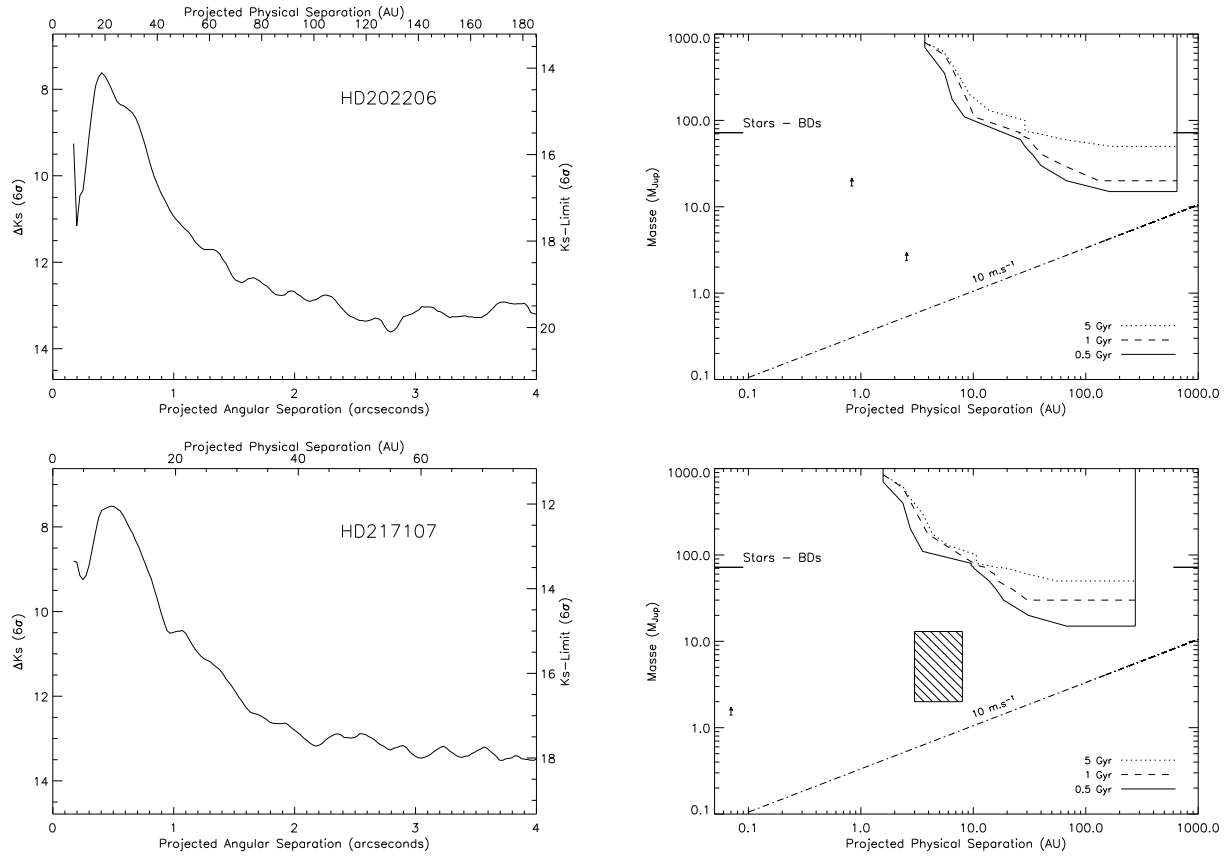 Projected Physical Separation (AU)
0 20 40 60 80 100 120 140 160 180
HD202206
ΔKs (6σ)
8
10
12
14
Ks-Limit (6σ)
14
16
18
20
0 1 2 3 4
Projected Angular Separation (arcseconds)
1000.0
100.0
10.0
1.0
0.1
Masse (MJup)
Stars - BDs
10 m.s⁻¹
5 Gyr
1 Gyr
0.5 Gyr
0.1 1.0 10.0 100.0 1000.0
Projected Physical Separation (AU)
Projected Physical Separation (AU)
0 20 40 60
HD217107
ΔKs (6σ)
8
10
12
14
Ks-Limit (6σ)
12
14
16
18
0 1 2 3 4
Projected Angular Separation (arcseconds)
1000.0
100.0
10.0
1.0
0.1
Masse (MJup)
Stars - BDs
10 m.s⁻¹
5 Gyr
1 Gyr
0.5 Gyr
0.1 1.0 10.0 100.0 1000.0
Projected Physical Separation (AU)